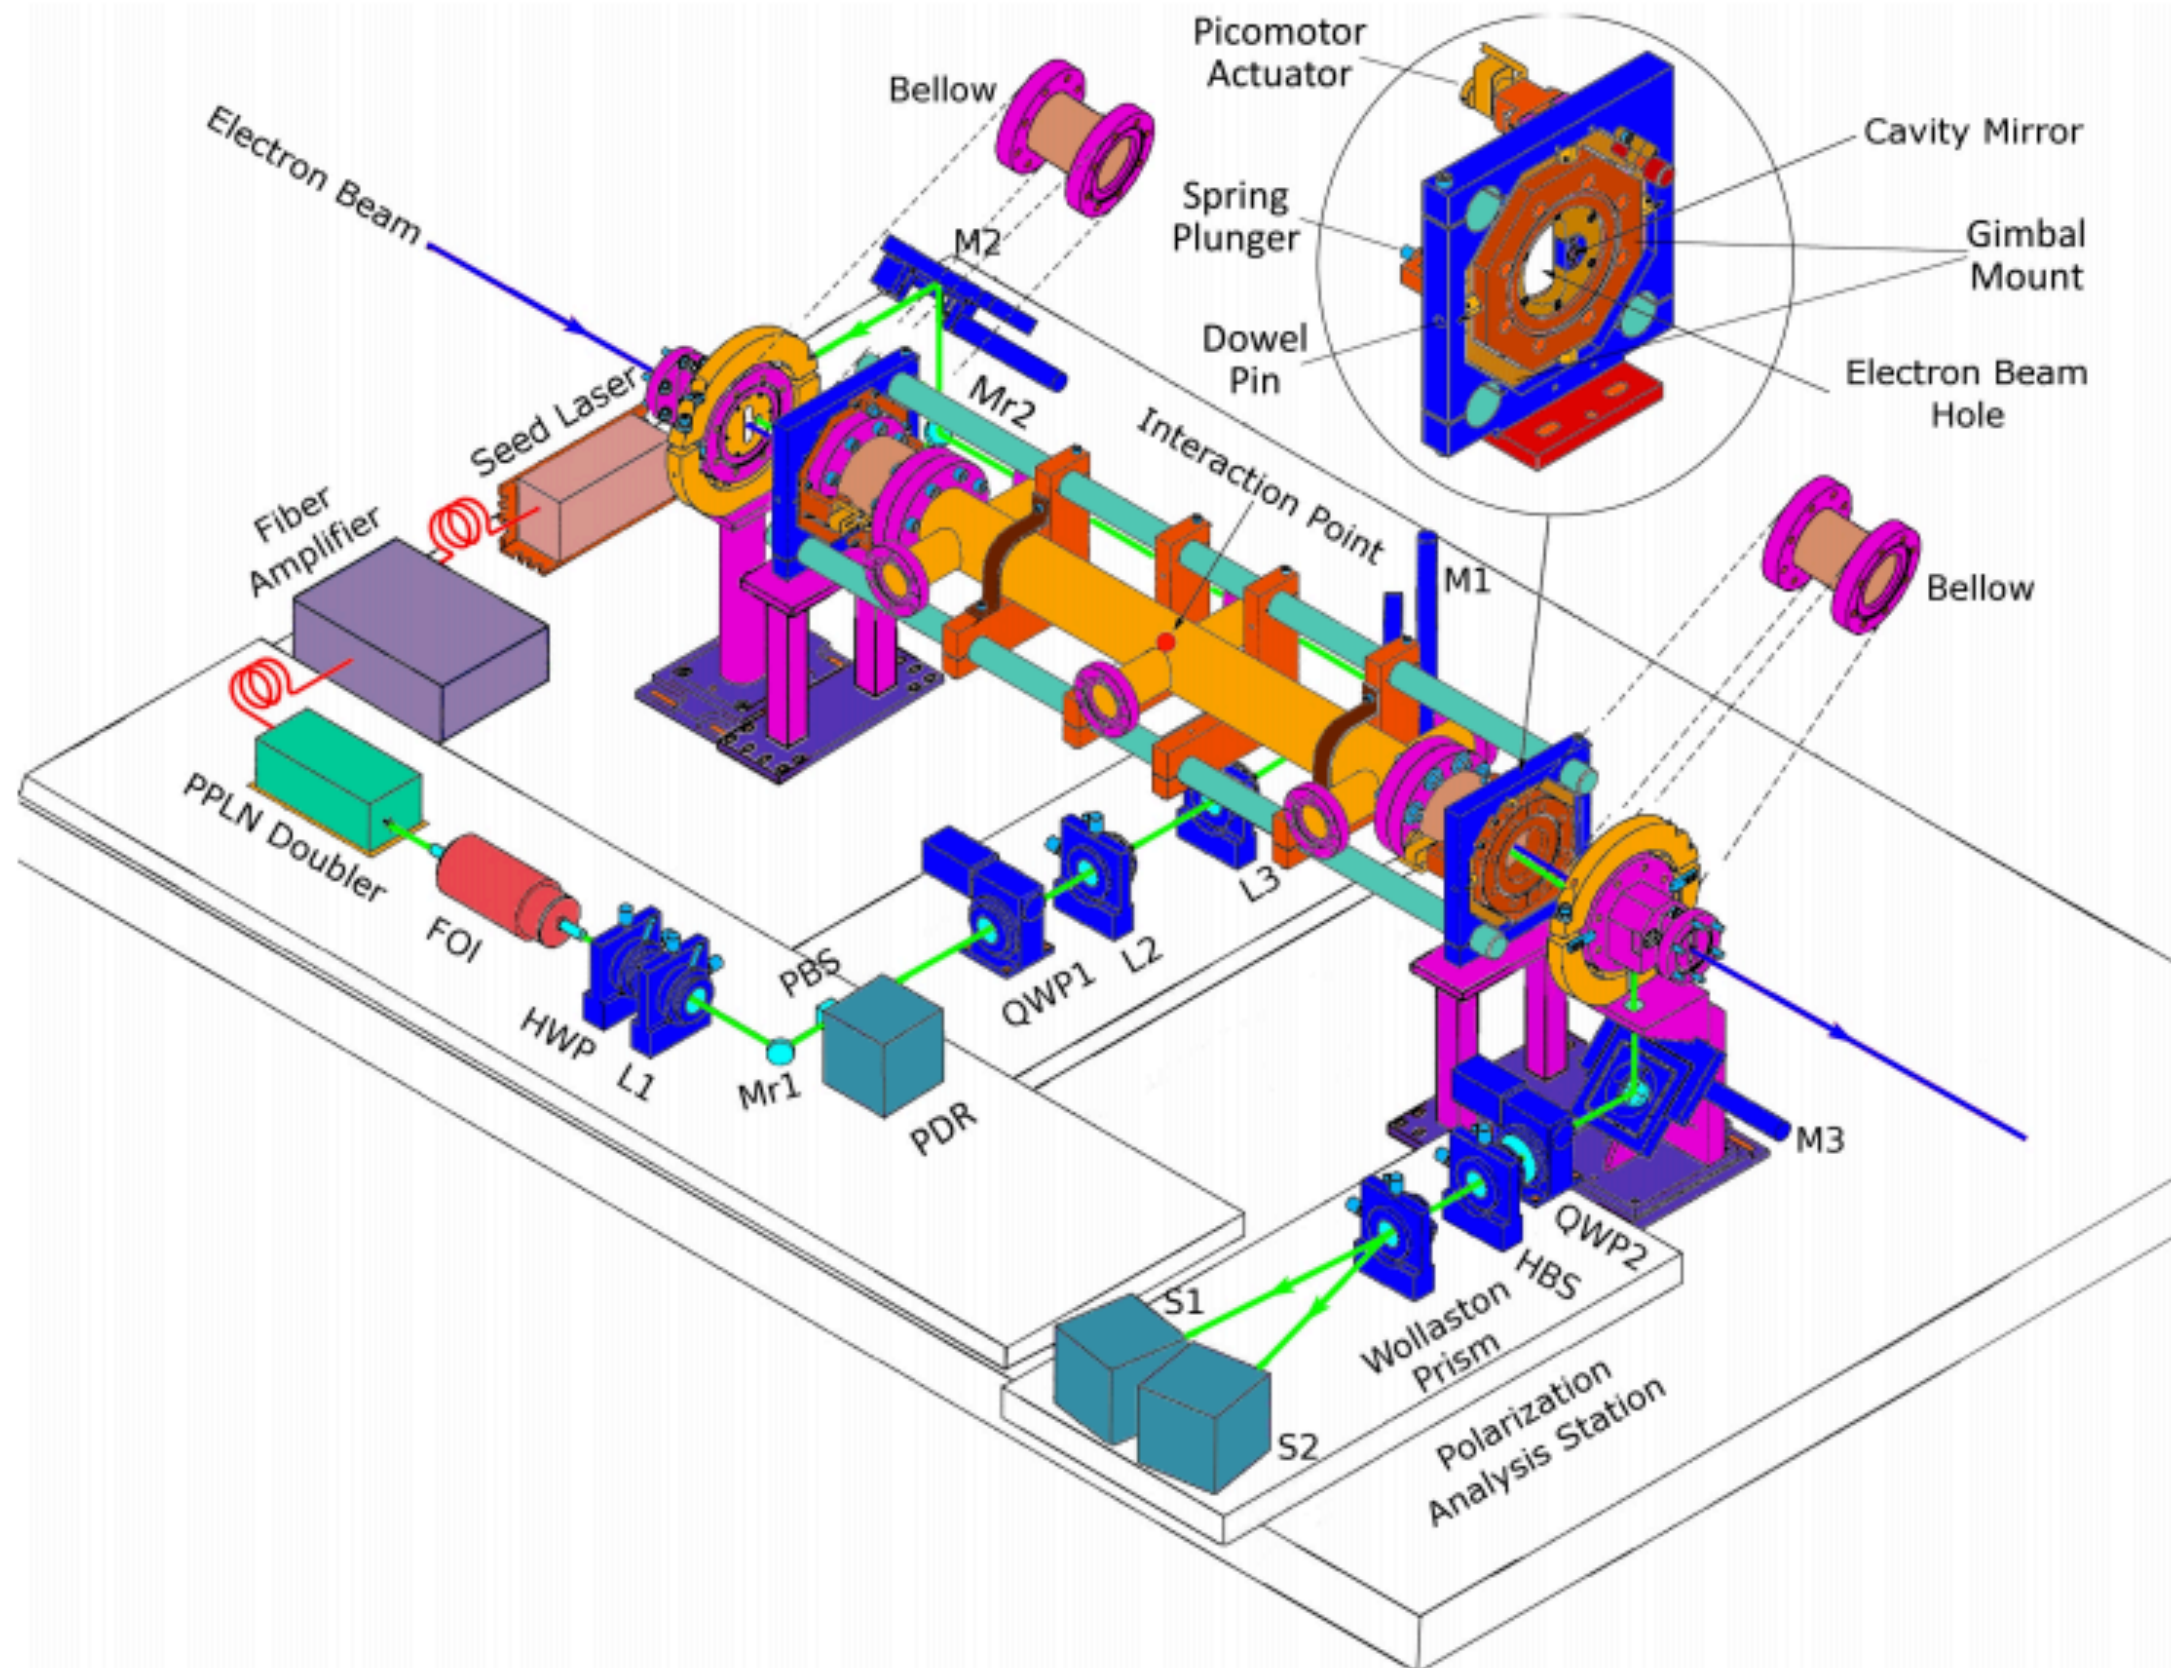 Picomotor
Actuator
Bellow
Cavity Mirror
Electron Beam
Spring
Plunger
Gimbal
Mount
M2
Dowel
Pin
Electron Beam
Hole
Mr2
Seed Laser
Interaction Point
Fiber
Amplifier
M1
Bellow
PPLN Doubler
FOI
L3
L2
PBS
QWP1
HWP
L1
Mr1
PDR
M3
QWP2
HBS
S1
Wollaston
Prism
S2
Polarization
Analysis Station